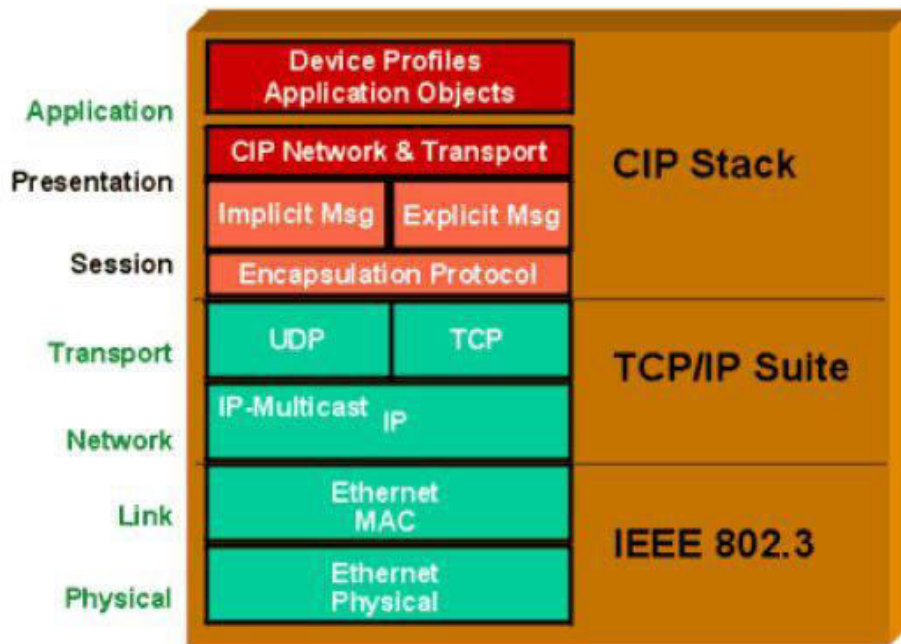 Device Profiles
Application Objects
Application
CIP Network & Transport
CIP Stack
Presentation
Implicit Msg Explicit Msg
Session
Encapsulation Protocol
UDP TCP
Transport
TCP/IP Suite
IP-Multicast
IP
Network
Ethernet
MAC
Link
IEEE 802.3
Ethernet
Physical
Physical